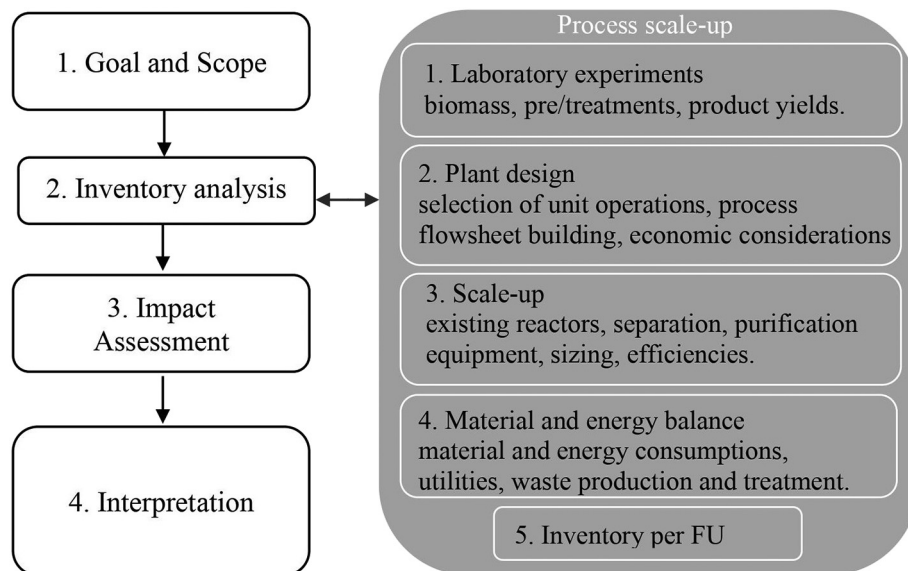 1. Goal and Scope
2. Inventory analysis
3. Impact
Assessment
4. Interpretation
Process scale-up
1. Laboratory experiments
biomass, pre/treatments, product yields.
2. Plant design
selection of unit operations, process
flowsheet building, economic considerations
3. Scale-up
existing reactors, separation, purification
equipment, sizing, efficiencies.
4. Material and energy balance
material and energy consumptions,
utilities, waste production and treatment.
5. Inventory per FU